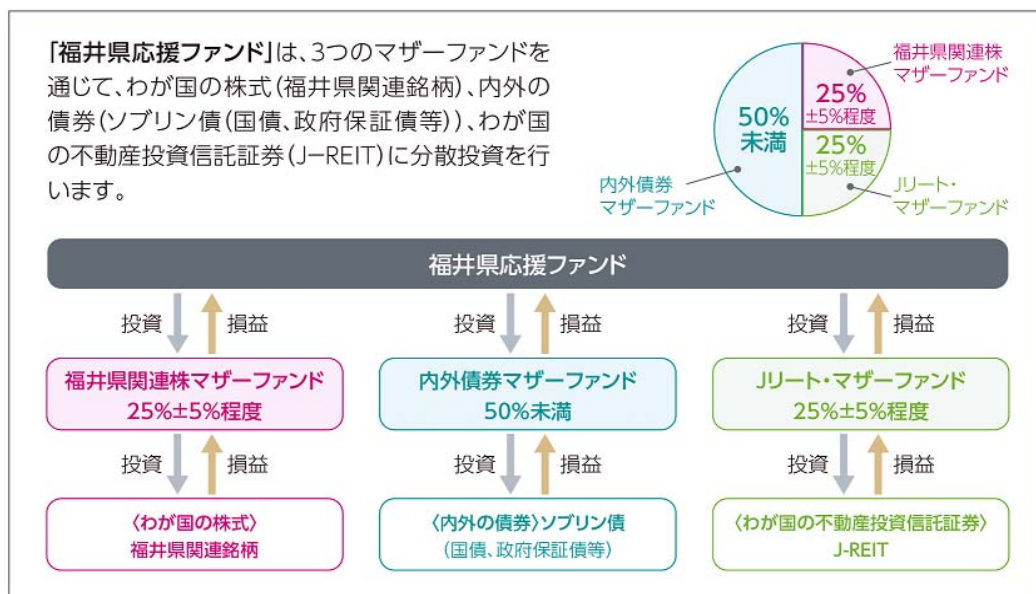 「福井県応援ファンド」は、3つのマザーファンドを
通じて、わが国の株式(福井県関連銘柄)、内外の
債券(ソブリン債(国債、政府保証債等))、わが国
の不動産投資信託証券(J−REIT)に分散投資を行
います。
福井県関連株
マザーファンド
25%
±5%程度
50%
未満
25%
±5%程度
内外債券
マザーファンド
Jリート・
マザーファンド
福井県応援ファンド
投資 損益 投資 損益 投資 損益
福井県関連株マザーファンド
25%±5%程度
内外債券マザーファンド
50%未満
Jリート・マザーファンド
25%±5%程度
投資 損益 投資 損益 投資 損益
〈わが国の株式〉
福井県関連銘柄
〈内外の債券〉ソブリン債
(国債、政府保証債等)
〈わが国の不動産投資信託証券〉
J-REIT